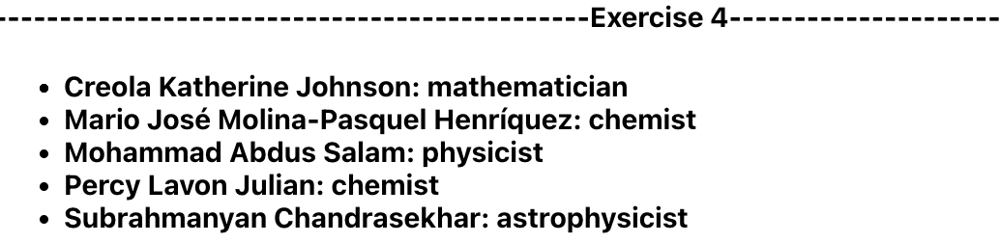 ---------------------------------------------Exercise 4---------------------
• Creola Katherine Johnson: mathematician
• Mario José Molina-Pasquel Henríquez: chemist
• Mohammad Abdus Salam: physicist
• Percy Lavon Julian: chemist
• Subrahmanyan Chandrasekhar: astrophysicist